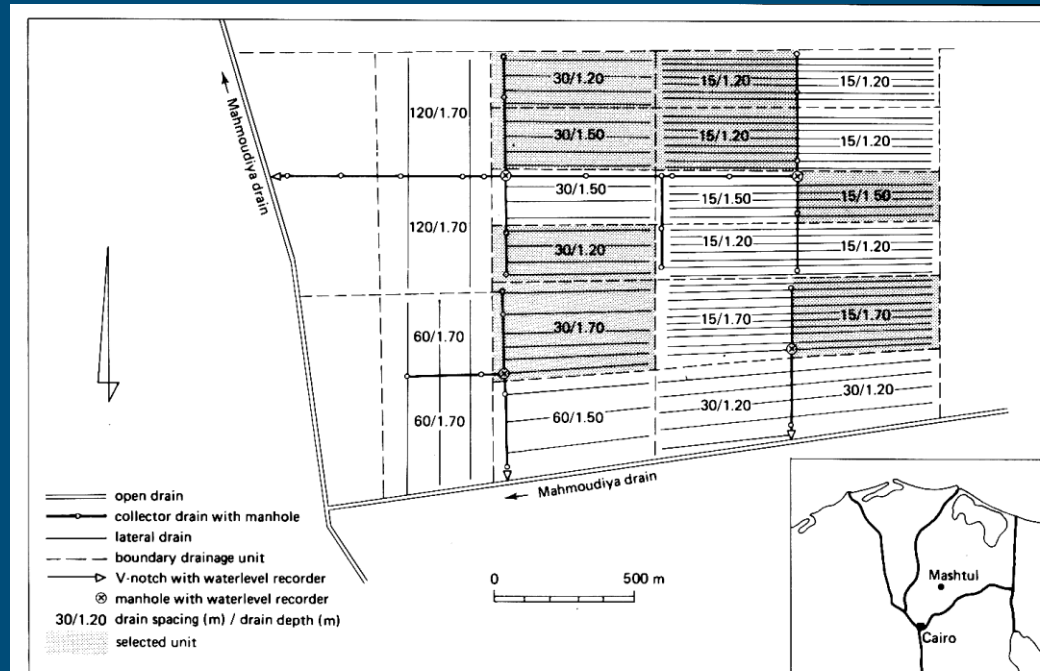 30/1.20
15/1.20
15/1.20
120/1.70
30/1.50
15/1.20
15/1.20
Mahmoudiya drain
30/1.50
15/1.50
15/1.50
120/1.70
30/1.20
15/1.20
15/1.20
60/1.70
30/1.70
15/1.70
15/1.70
60/1.70
60/1.50
30/1.20
30/1.20
Mahmoudiya drain
open drain
collector drain with manhole
lateral drain
boundary drainage unit
V-notch with waterlevel recorder
manhole with waterlevel recorder
30/1.20 drain spacing (m) / drain depth (m)
selected unit
0 500 m
Mashtul
Cairo